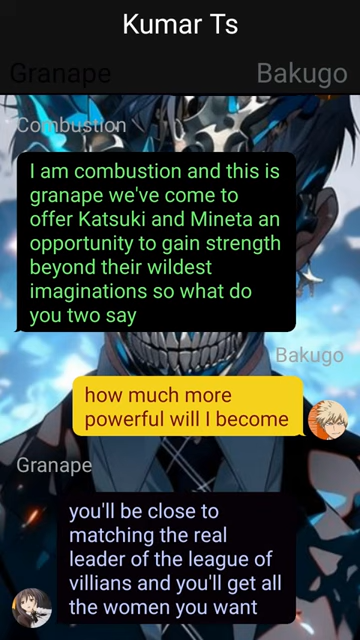 Kumar Ts
Granape
Bakugo
Combustion
I am combustion and this is
granape we've come to
offer Katsuki and Mineta an
opportunity to gain strength
beyond their wildest
imaginations so what do
you two say
Bakugo
how much more
powerful will I become
Granape
you'll be close to
matching the real
leader of the league of
villians and you'll get all
the women you want